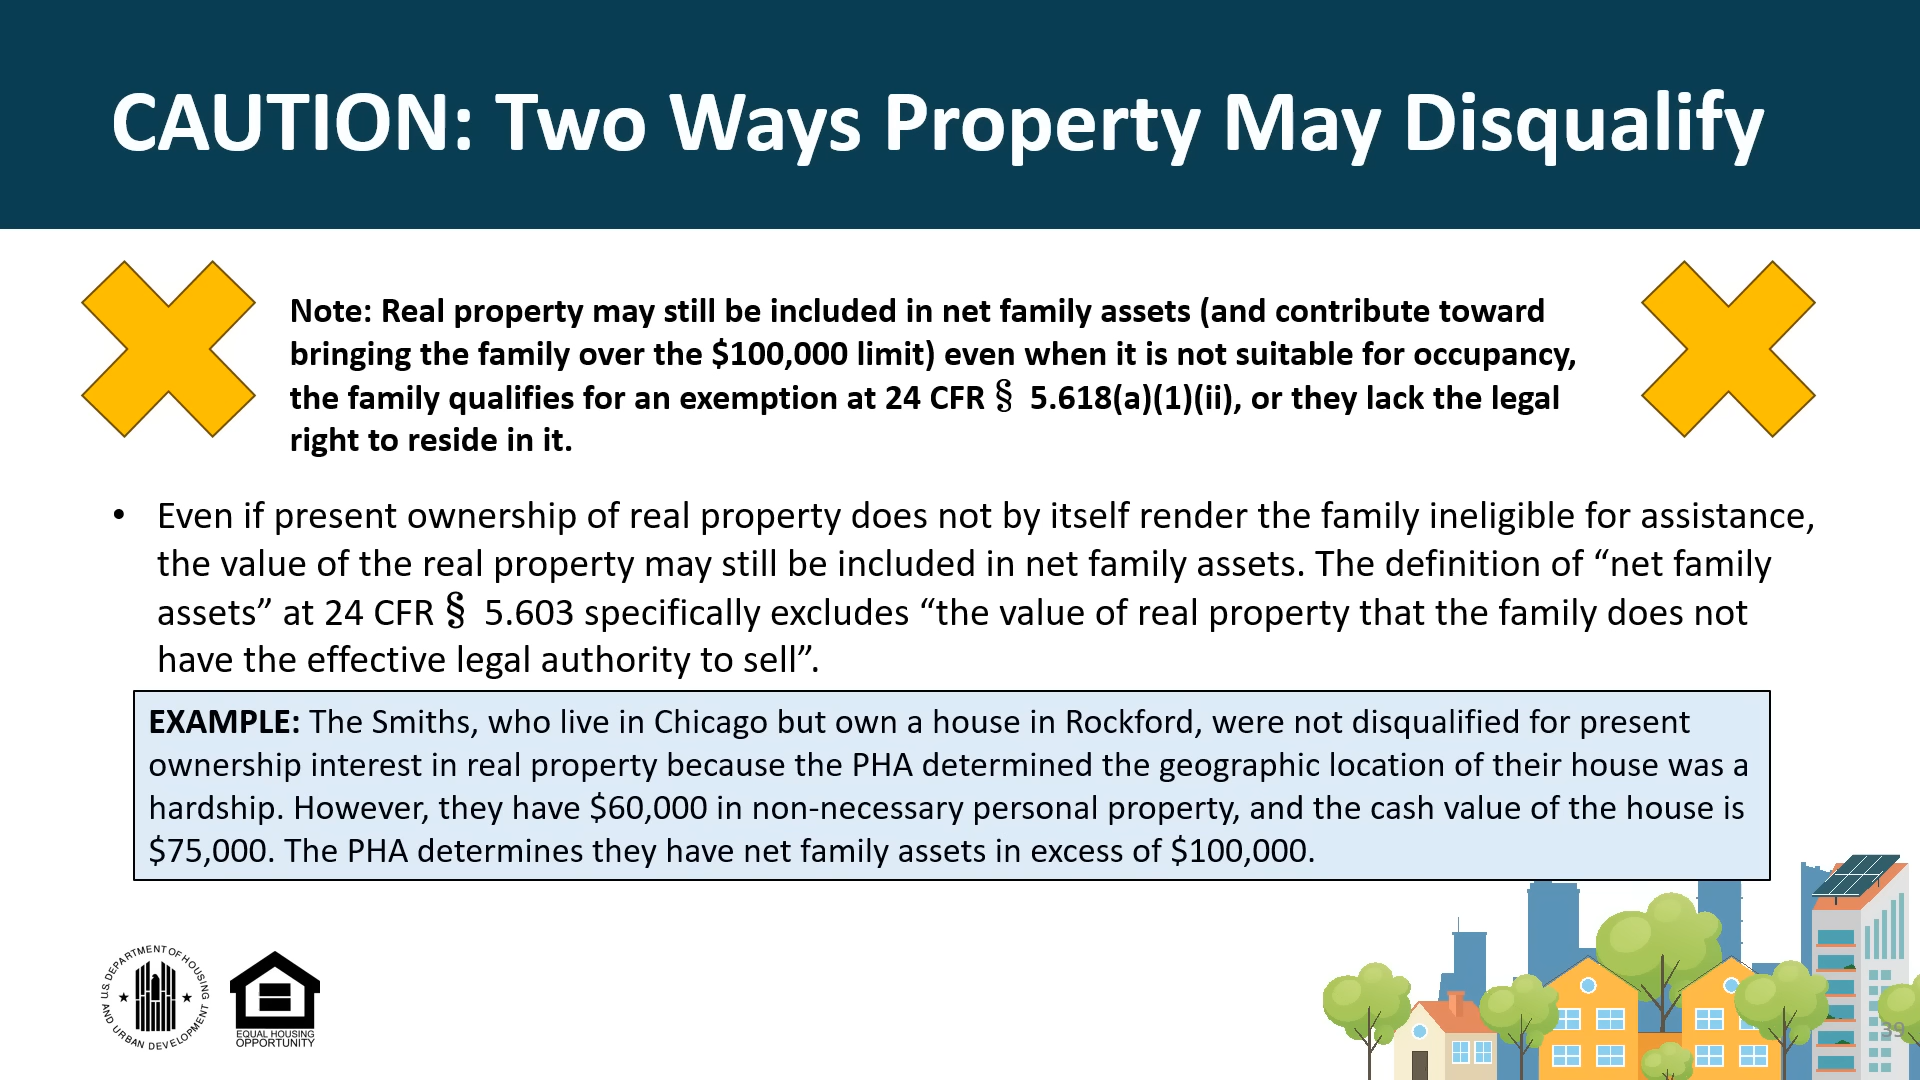 CAUTION: Two Ways Property May Disqualify
Note: Real property may still be included in net family assets (and contribute toward
bringing the family over the $100,000 limit) even when it is not suitable for occupancy,
the family qualifies for an exemption at 24 CFR § 5.618(a)(1)(ii), or they lack the legal
right to reside in it.
• Even if present ownership of real property does not by itself render the family ineligible for assistance,
the value of the real property may still be included in net family assets. The definition of “net family
assets” at 24 CFR § 5.603 specifically excludes “the value of real property that the family does not
have the effective legal authority to sell”.
EXAMPLE: The Smiths, who live in Chicago but own a house in Rockford, were not disqualified for present
ownership interest in real property because the PHA determined the geographic location of their house was a
hardship. However, they have $60,000 in non-necessary personal property, and the cash value of the house is
$75,000. The PHA determines they have net family assets in excess of $100,000.
U.S. DEPARTMENT OF HOUSING
AND URBAN DEVELOPMENT
EQUAL HOUSING
OPPORTUNITY
39